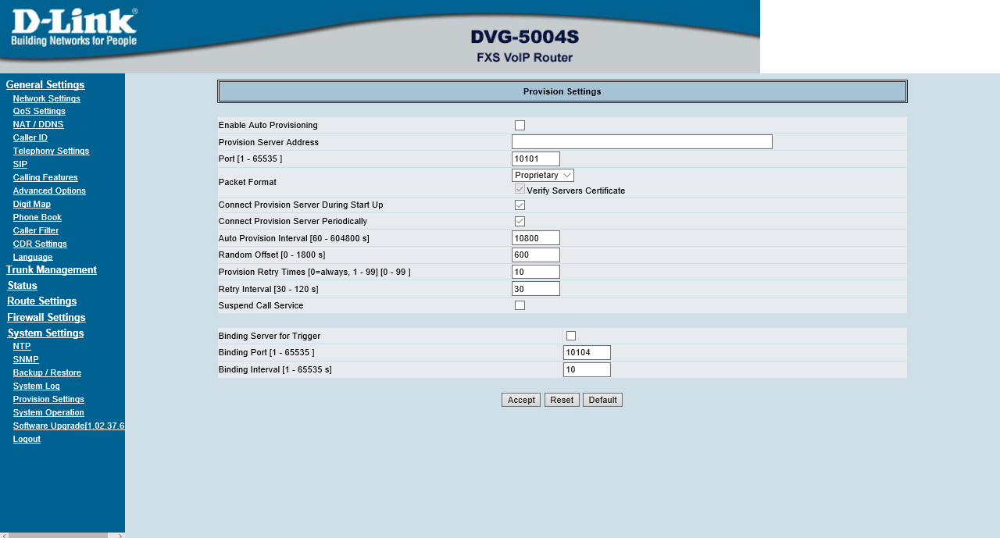 D-Link®
Building Networks for People
DVG-5004S
FXS VoIP Router
General Settings
Network Settings
QoS Settings
NAT / DDNS
Caller ID
Telephony Settings
SIP
Calling Features
Advanced Options
Digit Map
Phone Book
Caller Filter
CDR Settings
Language
Trunk Management
Status
Route Settings
Firewall Settings
System Settings
NTP
SNMP
Backup / Restore
System Log
Provision Settings
System Operation
Software Upgrade[1.02.37.6
Logout
Provision Settings
Enable Auto Provisioning
Provision Server Address
Port [1 - 65535 ] 10101
Packet Format Proprietary
Verify Servers Certificate
Connect Provision Server During Start Up
Connect Provision Server Periodically
Auto Provision Interval [60 - 604800 s] 10800
Random Offset [0 - 1800 s] 600
Provision Retry Times [0=always, 1 - 99] [0 - 99 ] 10
Retry Interval [30 - 120 s] 30
Suspend Call Service
Binding Server for Trigger
Binding Port [1 - 65535 ] 10104
Binding Interval [1 - 65535 s] 10
Accept Reset Default